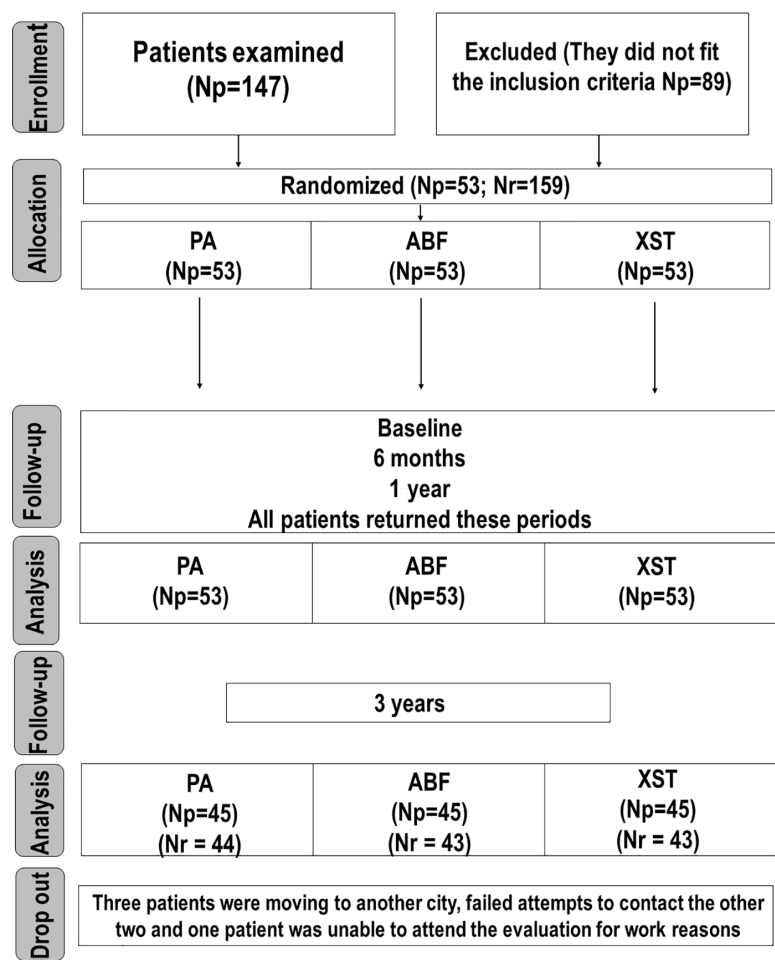 Enrollment
Patients examined
(Np=147)
Excluded (They did not fit
the inclusion criteria Np=89)
Allocation
Randomized (Np=53; Nr=159)
PA
(Np=53)
ABF
(Np=53)
XST
(Np=53)
Follow-up
Baseline
6 months
1 year
All patients returned these periods
Analysis
PA
(Np=53)
ABF
(Np=53)
XST
(Np=53)
Follow-up
3 years
Analysis
PA
(Np=45)
(Nr = 44)
ABF
(Np=45)
(Nr = 43)
XST
(Np=45)
(Nr = 43)
Drop out
Three patients were moving to another city, failed attempts to contact the other
two and one patient was unable to attend the evaluation for work reasons